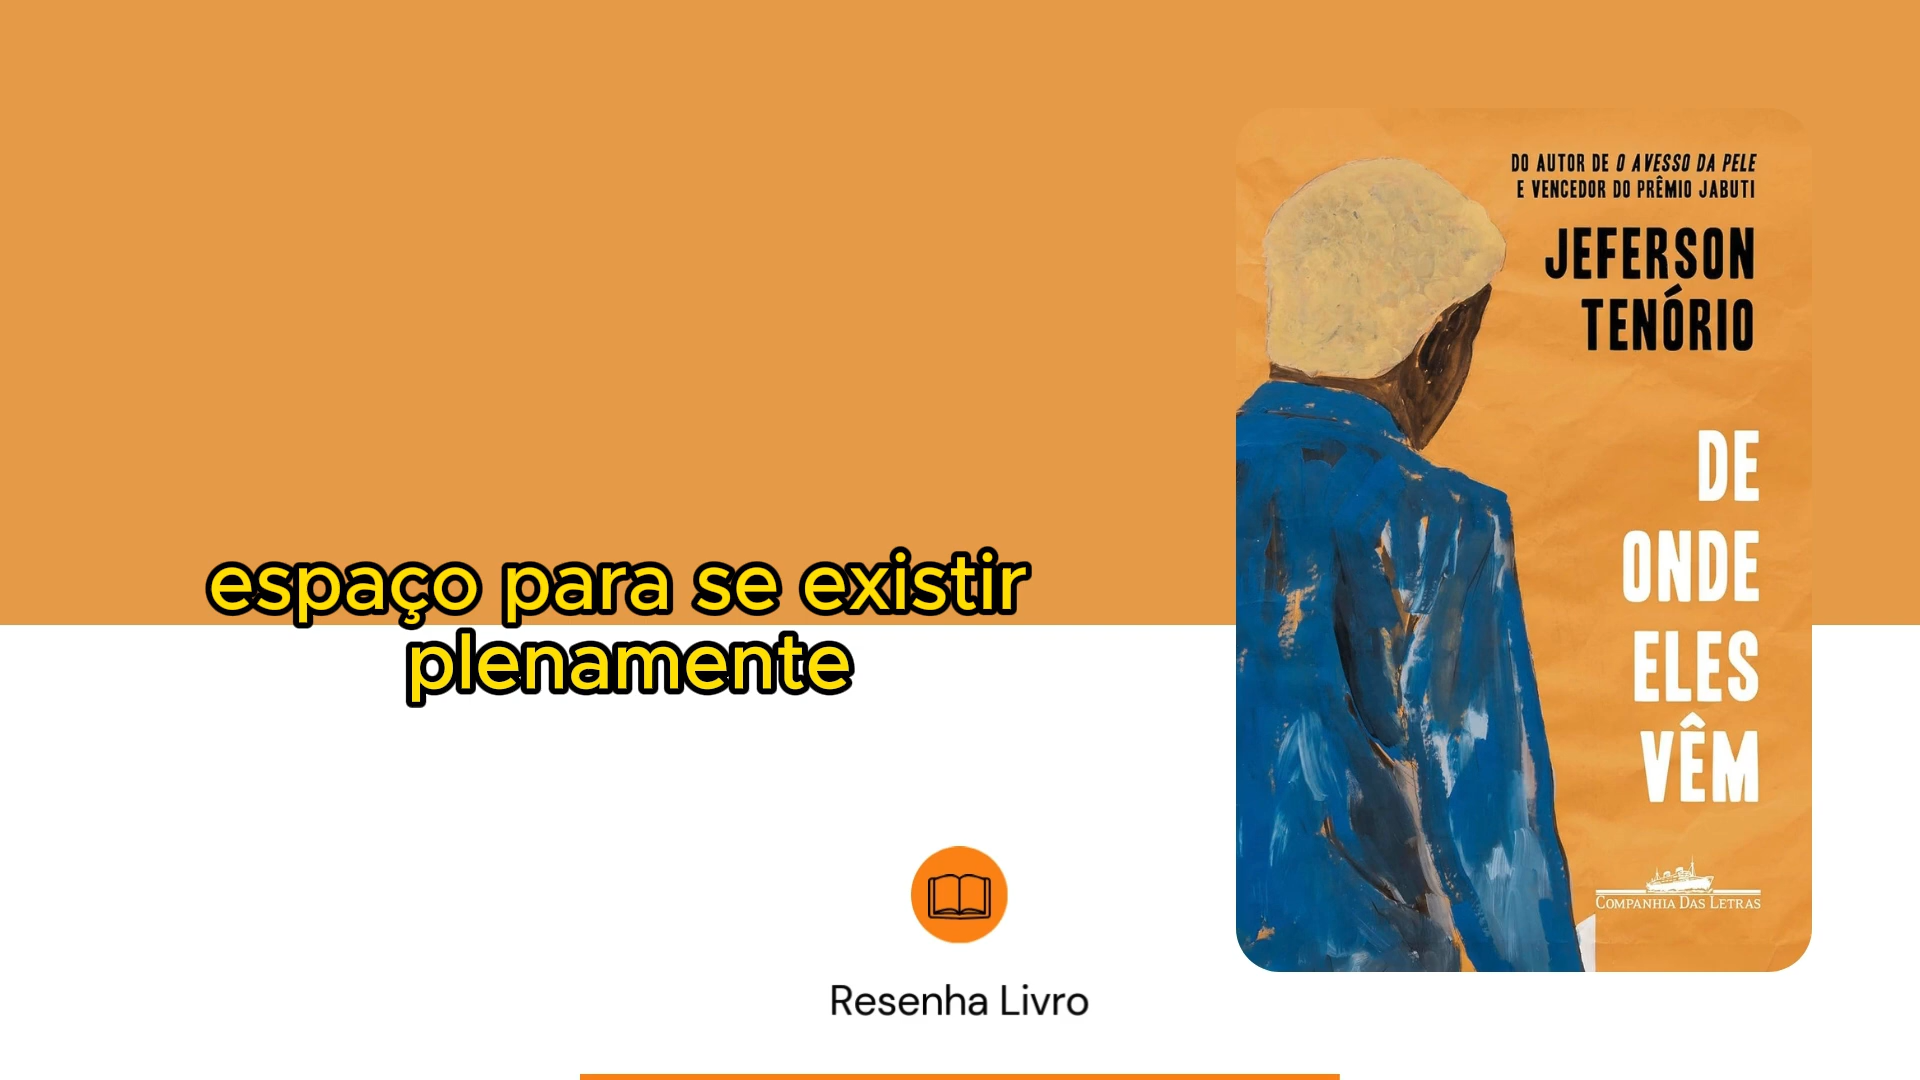 espaço para se existir
plenamente
Resenha Livro
DO AUTOR DE O AVESSO DA PELE
E VENCEDOR DO PRÊMIO JABUTI
JEFERSON
TENÓRIO
DE
ONDE
ELES
VÊM
COMPANHIA DAS LETRAS